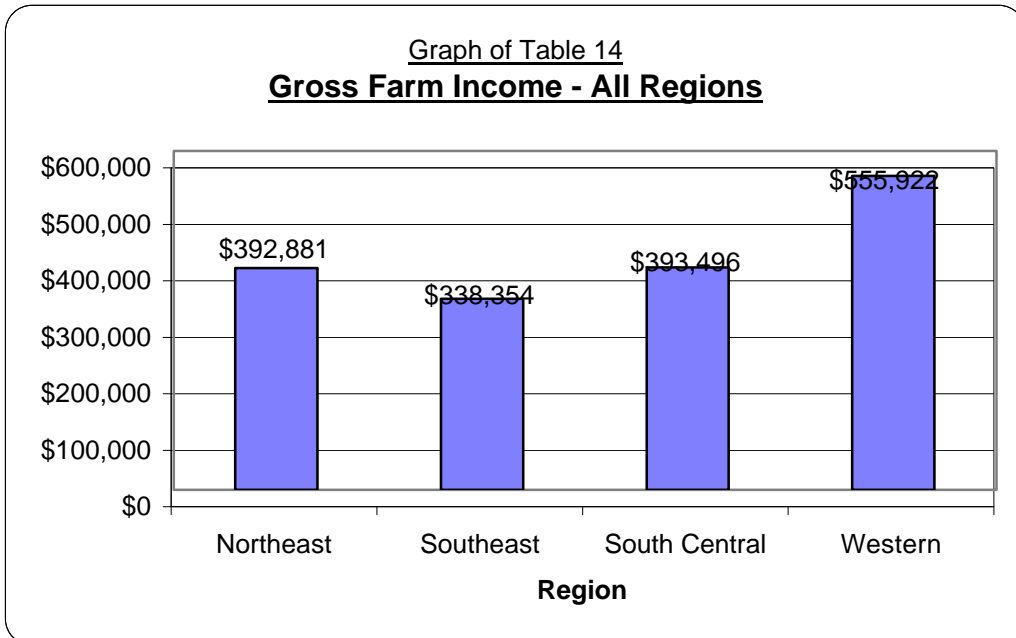 Graph of Table 14
Gross Farm Income - All Regions
$600,000
$500,000
$400,000
$300,000
$200,000
$100,000
$0
$392,881
$338,354
$393,496
$555,922
Northeast
Southeast
South Central
Western
Region